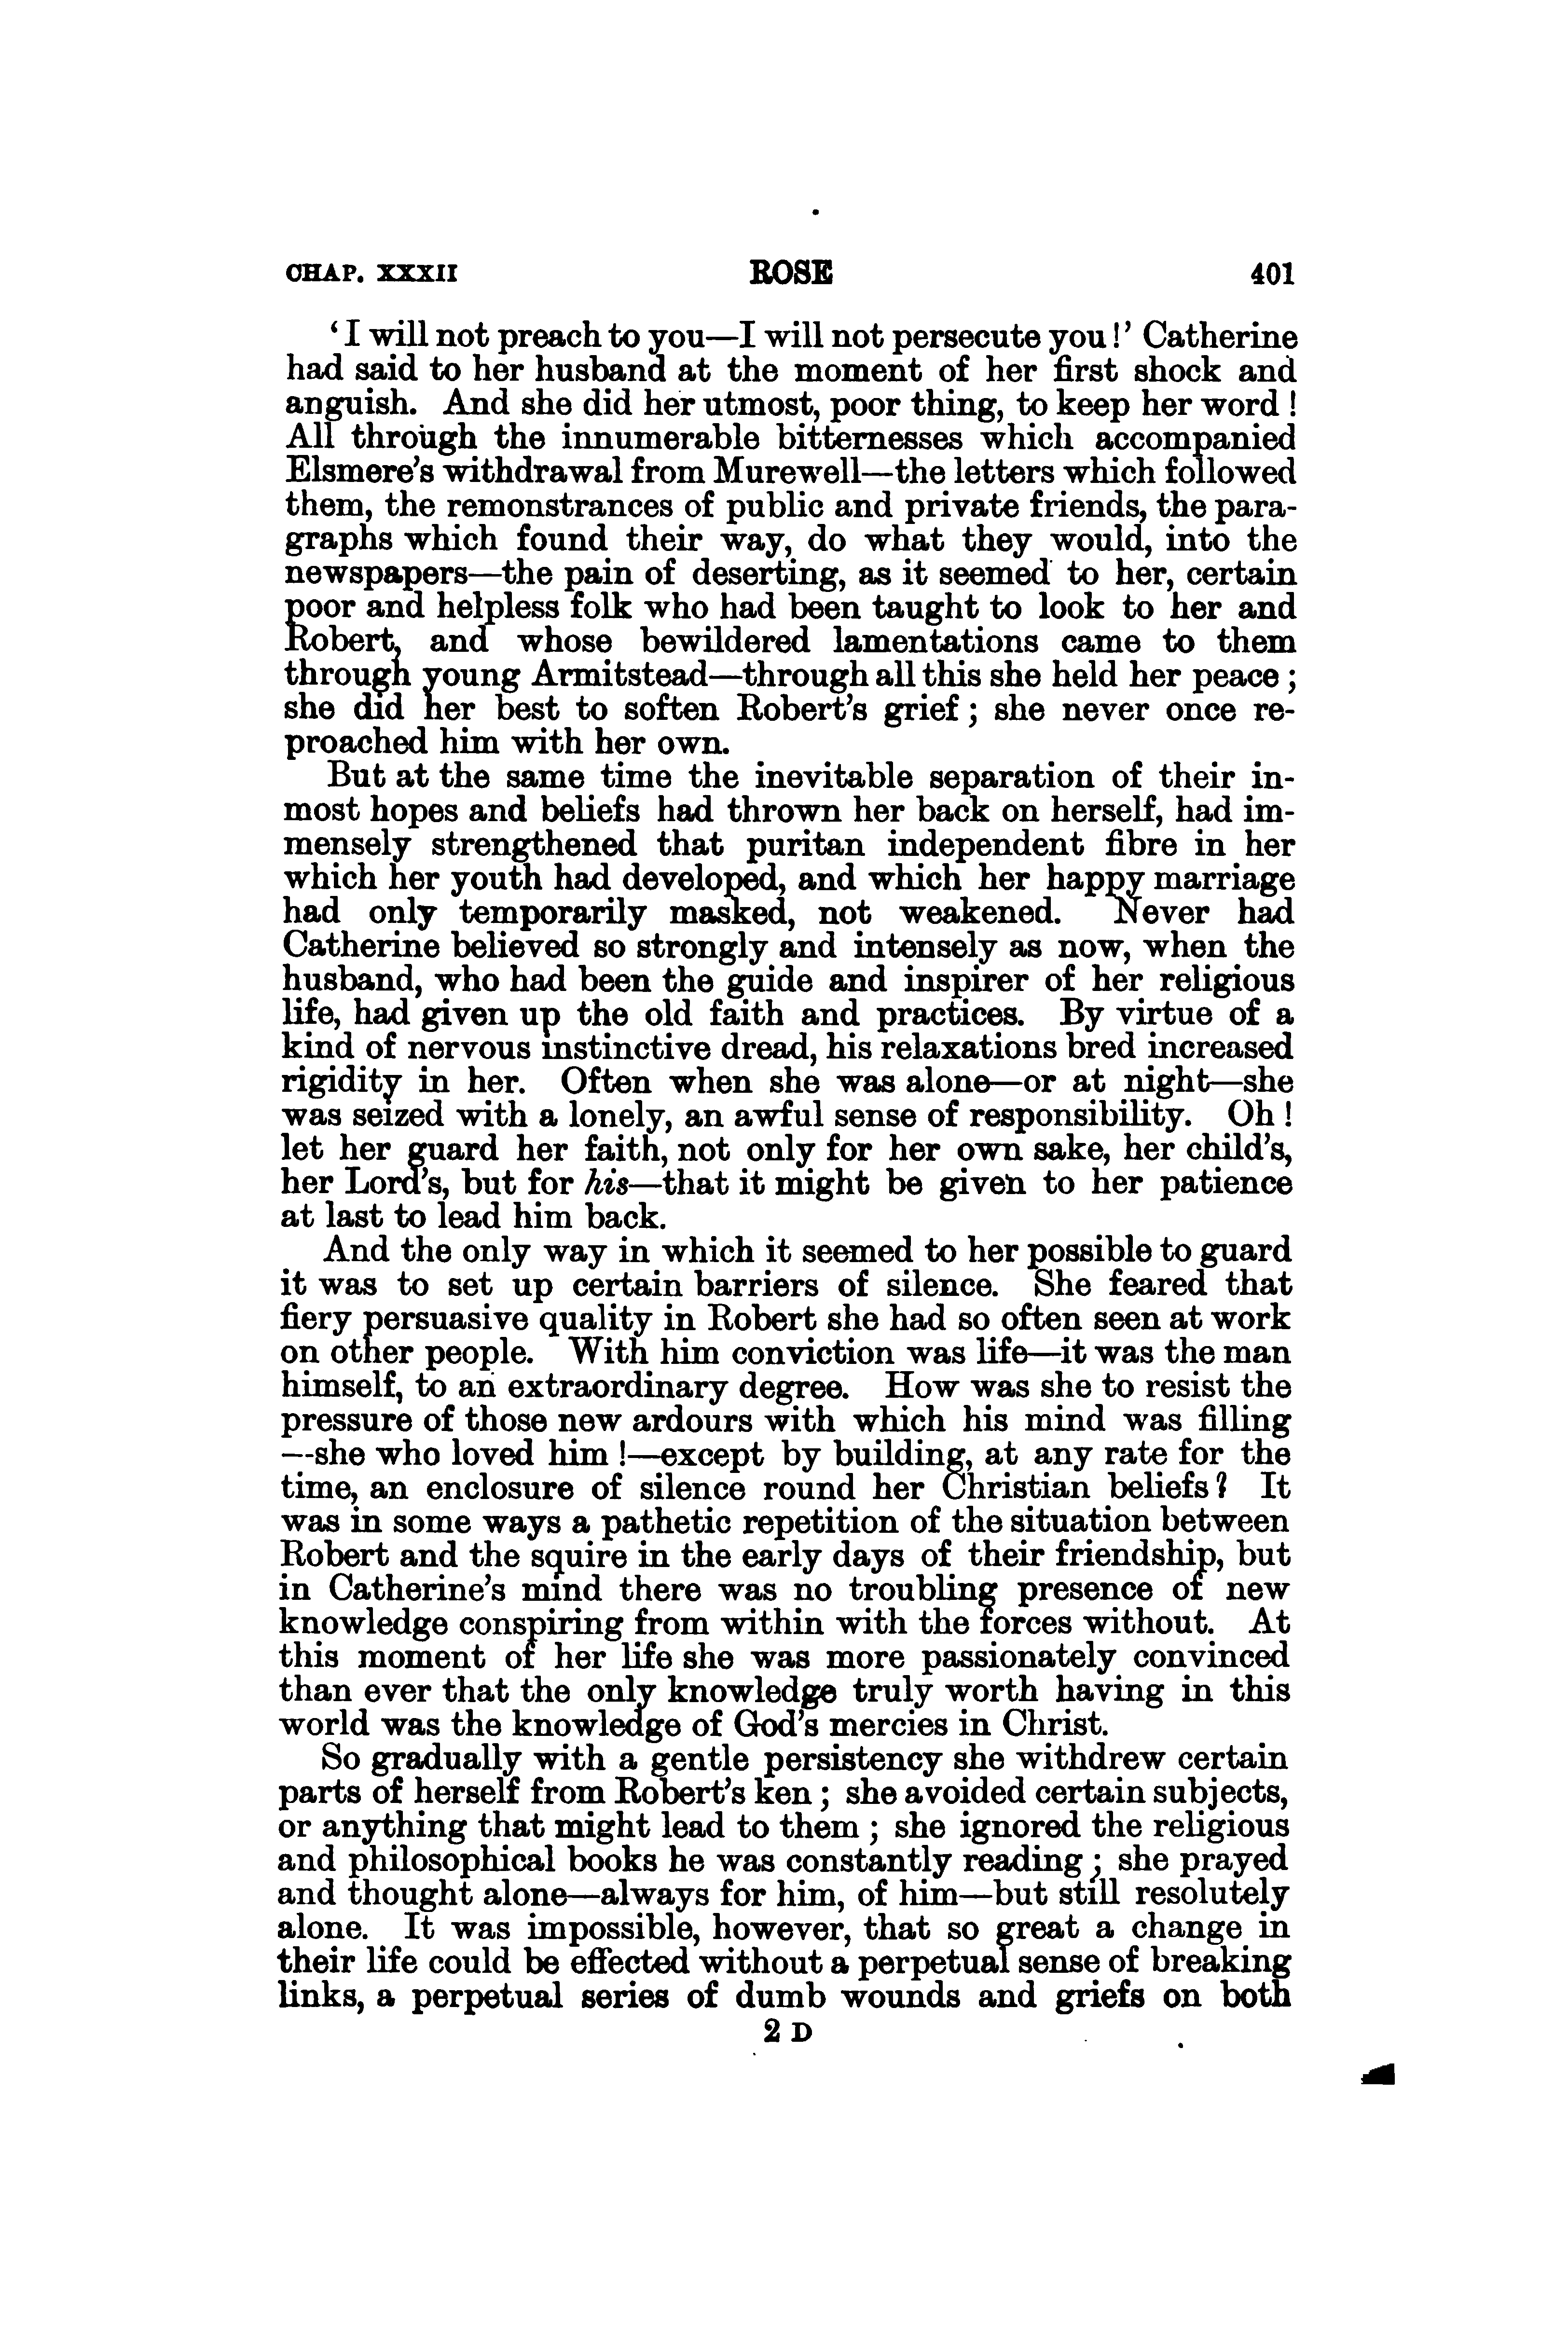 CHAP. XXXII ROSE 401
‘I will not preach to you—I will not persecute you!’ Catherine
had said to her husband at the moment of her first shock and
anguish. And she did her utmost, poor thing, to keep her word!
All through the innumerable bitternesses which accompanied
Elsmere’s withdrawal from Murewell—the letters which followed
them, the remonstrances of public and private friends, the para-
graphs which found their way, do what they would, into the
newspapers—the pain of deserting, as it seemed to her, certain
poor and helpless folk who had been taught to look to her and
Robert, and whose bewildered lamentations came to them
through young Armitstead—through all this she held her peace;
she did her best to soften Robert’s grief; she never once re-
proached him with her own.
But at the same time the inevitable separation of their in-
most hopes and beliefs had thrown her back on herself, had im-
mensely strengthened that puritan independent fibre in her
which her youth had developed, and which her happy marriage
had only temporarily masked, not weakened. Never had
Catherine believed so strongly and intensely as now, when the
husband, who had been the guide and inspirer of her religious
life, had given up the old faith and practices. By virtue of a
kind of nervous instinctive dread, his relaxations bred increased
rigidity in her. Often when she was alone—or at night—she
was seized with a lonely, an awful sense of responsibility. Oh!
let her guard her faith, not only for her own sake, her child’s,
her Lord’s, but for his—that it might be given to her patience
at last to lead him back.
And the only way in which it seemed to her possible to guard
it was to set up certain barriers of silence. She feared that
fiery persuasive quality in Robert she had so often seen at work
on other people. With him conviction was life—it was the man
himself, to an extraordinary degree. How was she to resist the
pressure of those new ardours with which his mind was filling
—she who loved him!—except by building, at any rate for the
time, an enclosure of silence round her Christian beliefs? It
was in some ways a pathetic repetition of the situation between
Robert and the squire in the early days of their friendship, but
in Catherine’s mind there was no troubling presence of new
knowledge conspiring from within with the forces without. At
this moment of her life she was more passionately convinced
than ever that the only knowledge truly worth having in this
world was the knowledge of God’s mercies in Christ.
So gradually with a gentle persistency she withdrew certain
parts of herself from Robert’s ken; she avoided certain subjects,
or anything that might lead to them; she ignored the religious
and philosophical books he was constantly reading; she prayed
and thought alone—always for him, of him—but still resolutely
alone. It was impossible, however, that so great a change in
their life could be effected without a perpetual sense of breaking
links, a perpetual series of dumb wounds and griefs on both
2 D